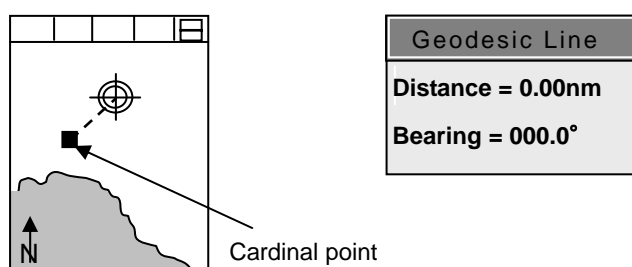 Geodesic Line
Distance = 0.00nm
Bearing = 000.0°
N
Cardinal point